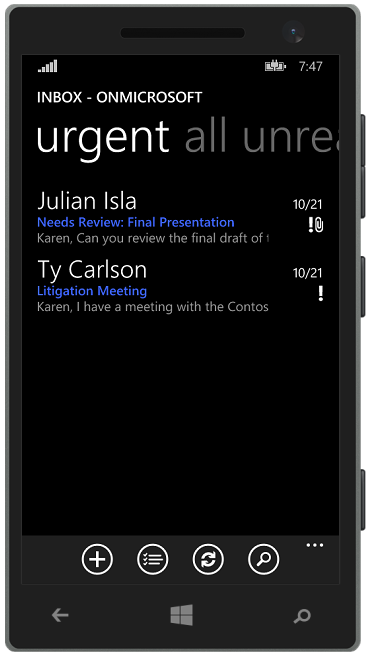 7:47
INBOX - ONMICROSOFT
urgent all unrea
Julian Isla
10/21
Needs Review: Final Presentation
Karen, Can you review the final draft of t
Ty Carlson
10/21
Litigation Meeting
Karen, I have a meeting with the Contos